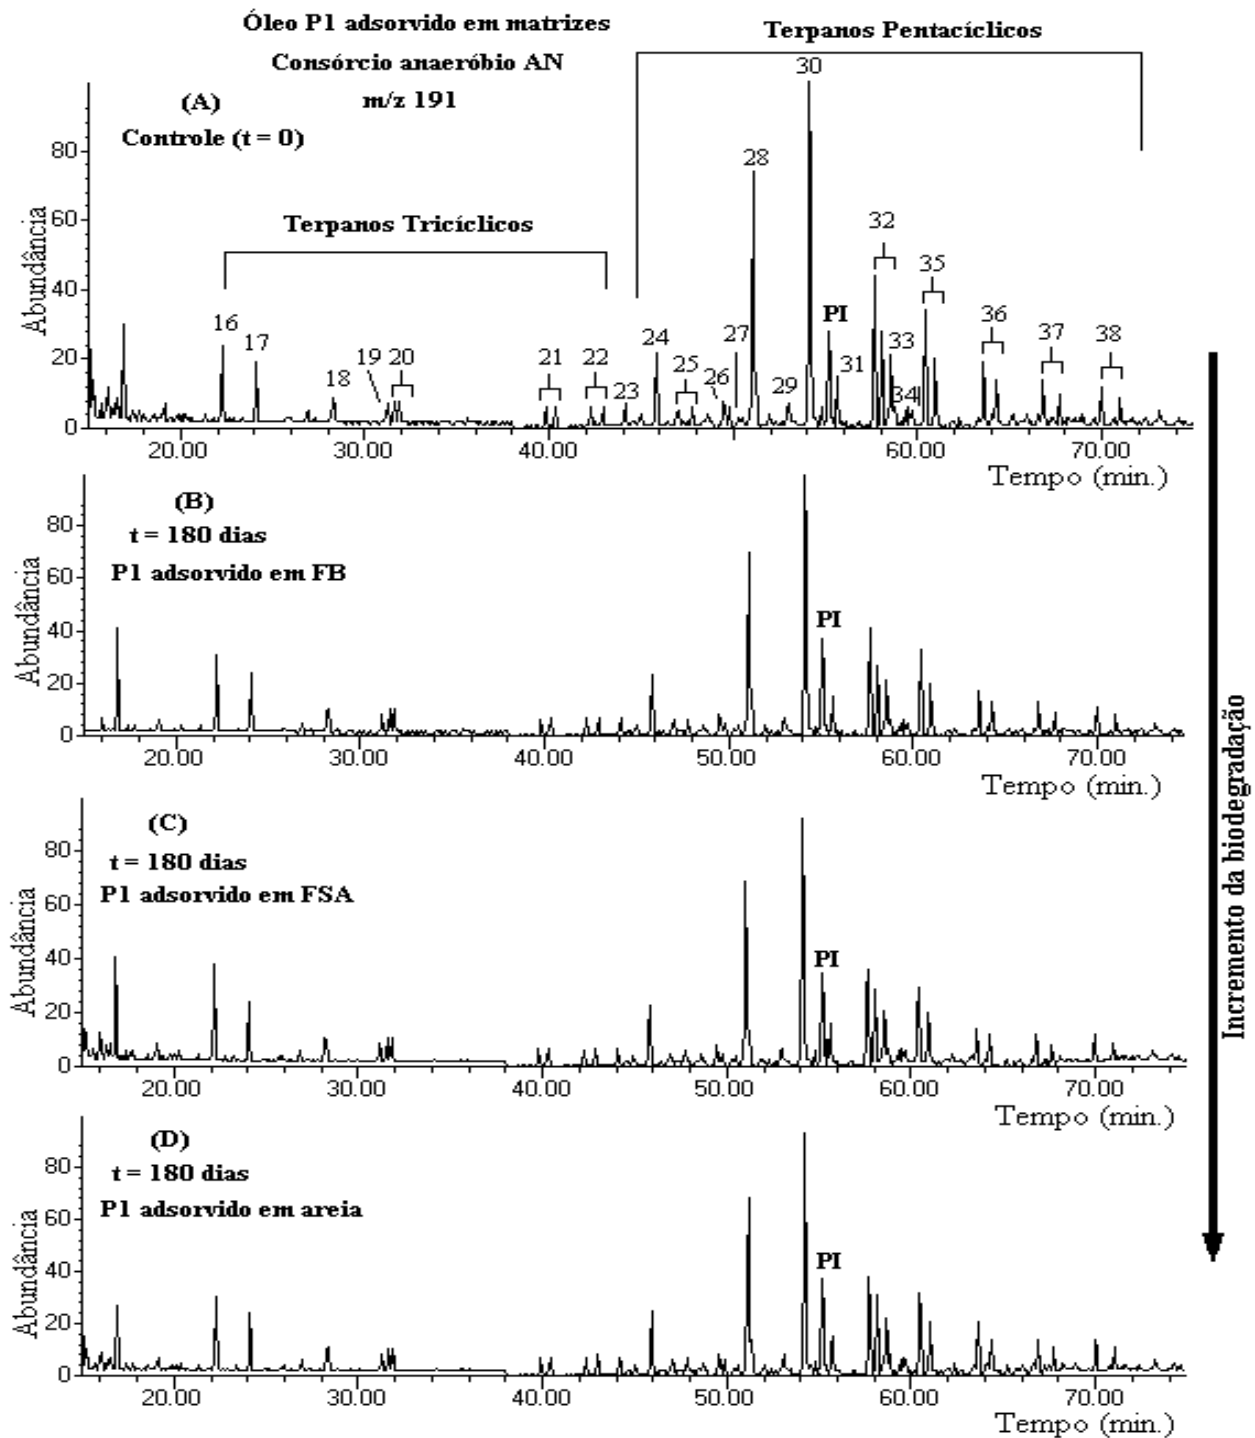 Óleo P1 adsorvido em matrizes
Consórcio anaeróbio AN
m/z 191
Terpanos Pentacíclicos
(A)
Controle (t = 0)
Terpanos Tricíclicos
Abundância
80
60
40
20
0
16
17
18
19
20
21
22
23
24
25
26
27
28
29
30
PI
31
32
33
34
35
36
37
38
20.00 30.00 40.00 60.00 70.00
Tempo (min.)
(B)
t = 180 dias
P1 adsorvido em FB
Abundância
80
60
40
20
0
PI
20.00 30.00 40.00 50.00 60.00 70.00
Tempo (min.)
(C)
t = 180 dias
P1 adsorvido em FSA
Abundância
80
60
40
20
0
PI
20.00 30.00 40.00 50.00 60.00 70.00
Tempo (min.)
(D)
t = 180 dias
P1 adsorvido em areia
Abundância
80
60
40
20
0
PI
20.00 30.00 40.00 50.00 60.00 70.00
Tempo (min.)
Incremento da biodegradação